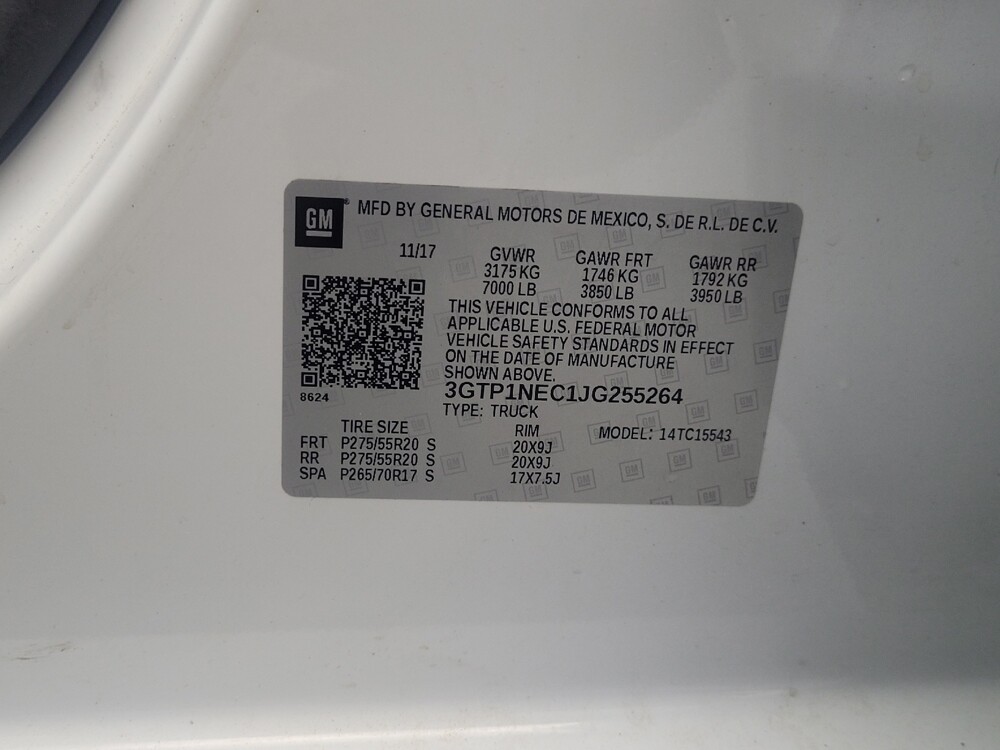 GM MFD BY GENERAL MOTORS DE MEXICO, S. DE R.L. DE C.V.
11/17 GVWR GAWR FRT GAWR RR
3175 KG 1746 KG 1792 KG
7000 LB 3850 LB 3950 LB
THIS VEHICLE CONFORMS TO ALL
APPLICABLE U.S. FEDERAL MOTOR
VEHICLE SAFETY STANDARDS IN EFFECT
ON THE DATE OF MANUFACTURE
SHOWN ABOVE.
8624 3GTP1NEC1JG255264
TYPE: TRUCK
TIRE SIZE RIM MODEL: 14TC15543
FRT P275/55R20 S 20X9J
RR P275/55R20 S 20X9J
SPA P265/70R17 S 17X7.5J